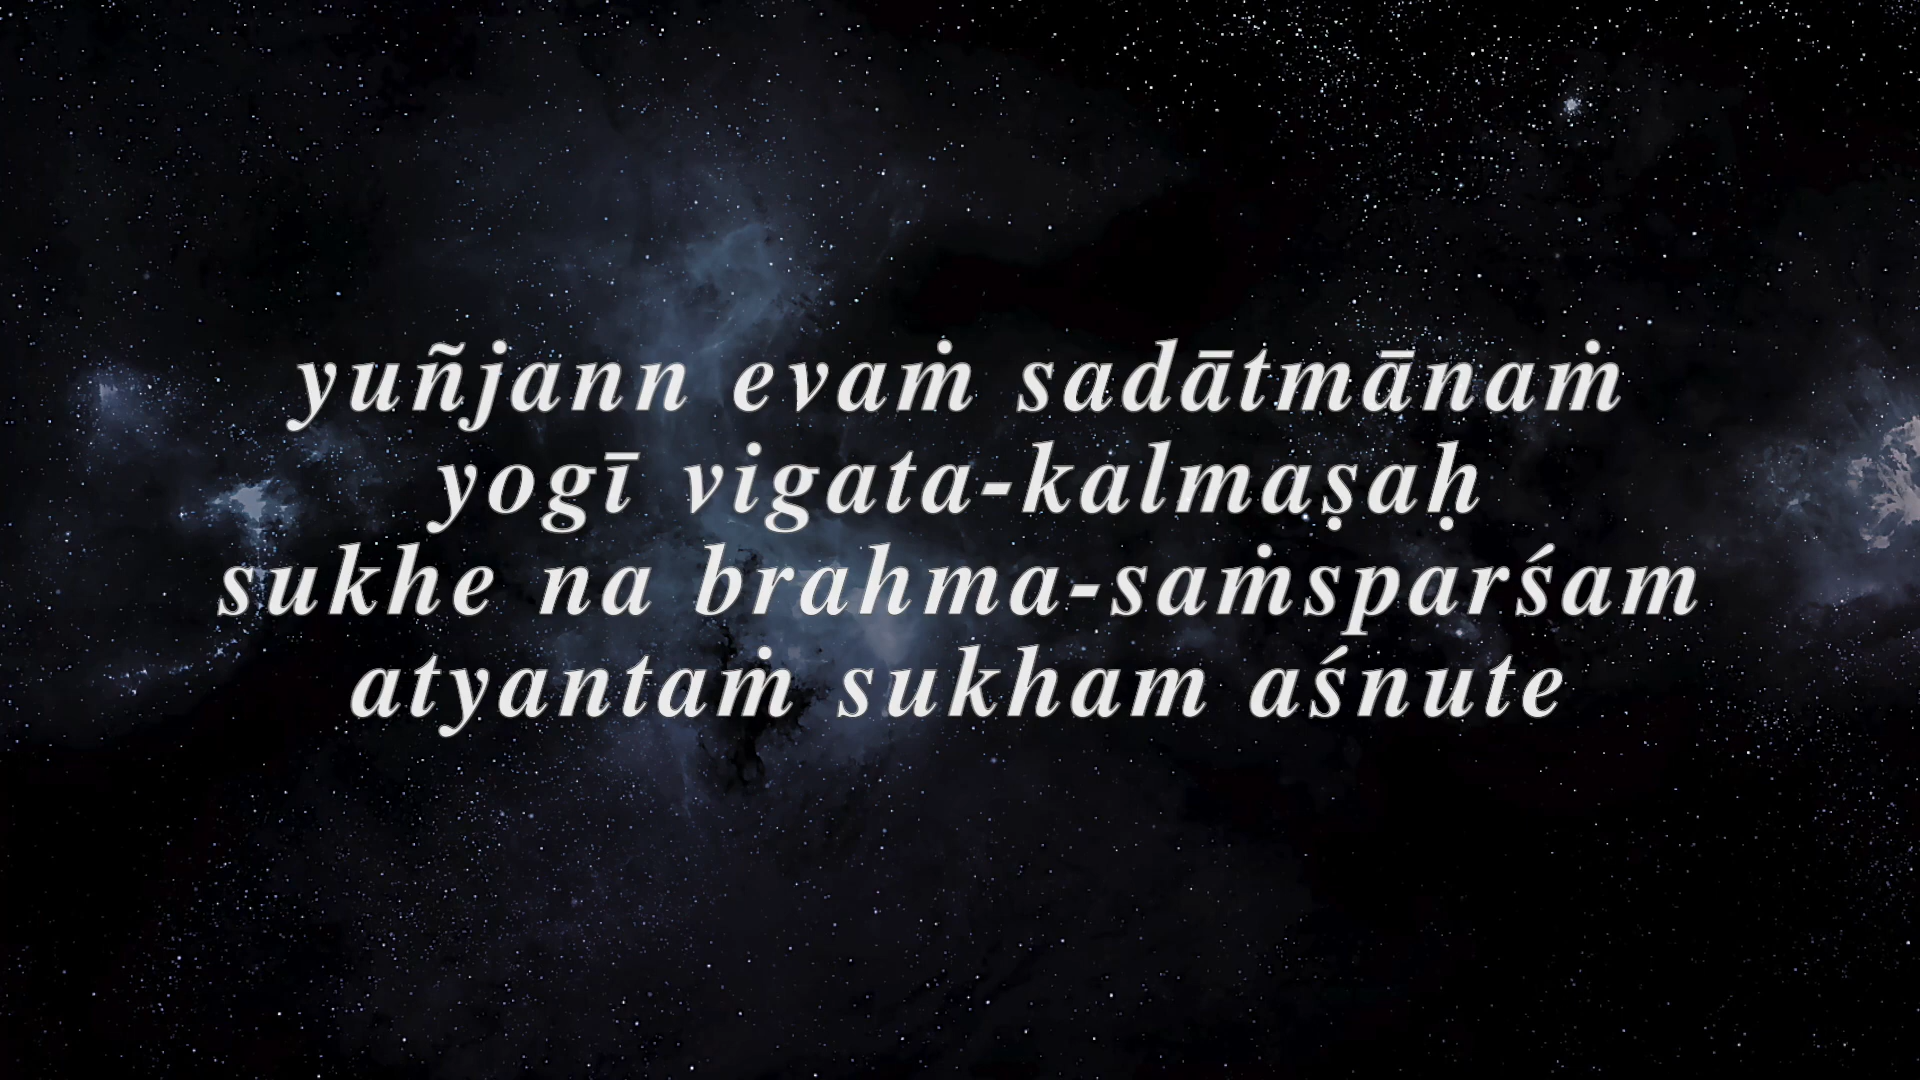 yuñjann evaṁ sadātmānaṁ
yogī vigata-kalmaṣaḥ
sukhe na brahma-saṁsparśam
atyantaṁ sukham aśnute